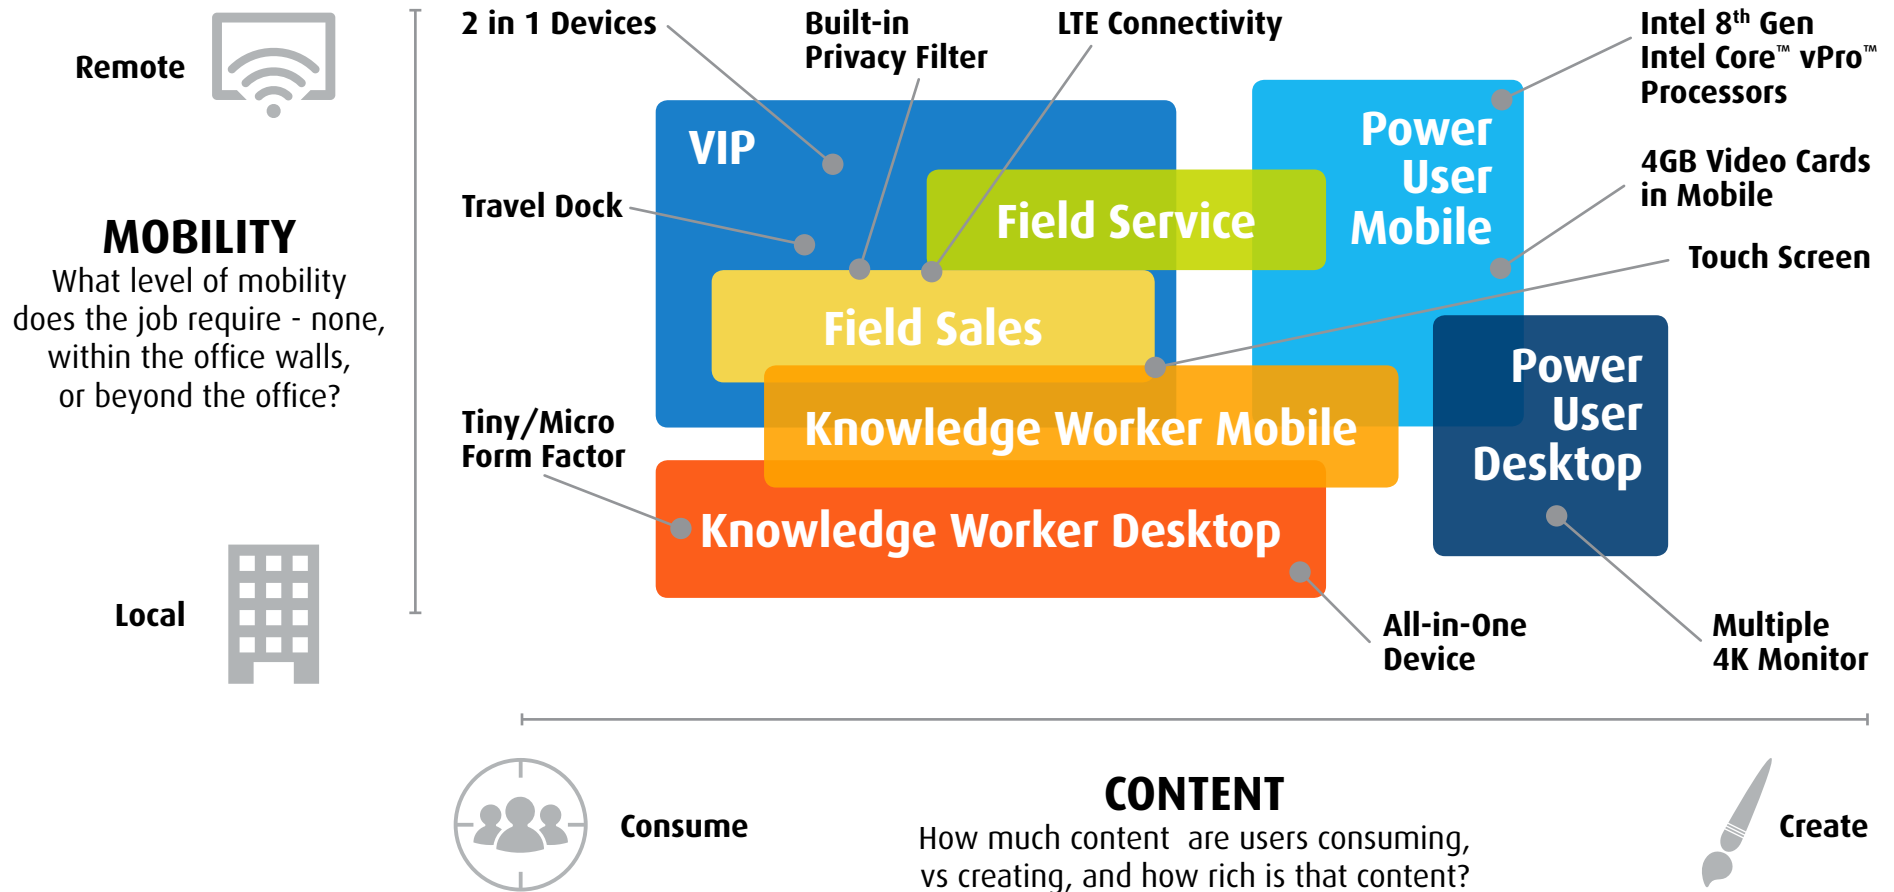 2 in 1 Devices
Built-in
Privacy Filter
LTE Connectivity
Intel 8th Gen
Intel Core™ vPro™
Processors
Remote
VIP
Power
User
Mobile
4GB Video Cards
in Mobile
Travel Dock
Field Service
MOBILITY
What level of mobility
does the job require - none,
within the office walls,
or beyond the office?
Touch Screen
Field Sales
Power
User
Desktop
Tiny/Micro
Form Factor
Knowledge Worker Mobile
Knowledge Worker Desktop
Local
All-in-One
Device
Multiple
4K Monitor
Consume
CONTENT
How much content are users consuming,
vs creating, and how rich is that content?
Create